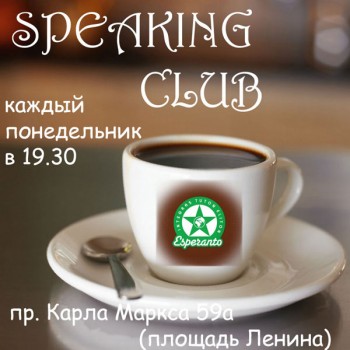 SPEAKING
CLUB
каждый
понедельник
в 19.30
Esperanto
пр. Карла Маркса 59а
(площадь Ленина)